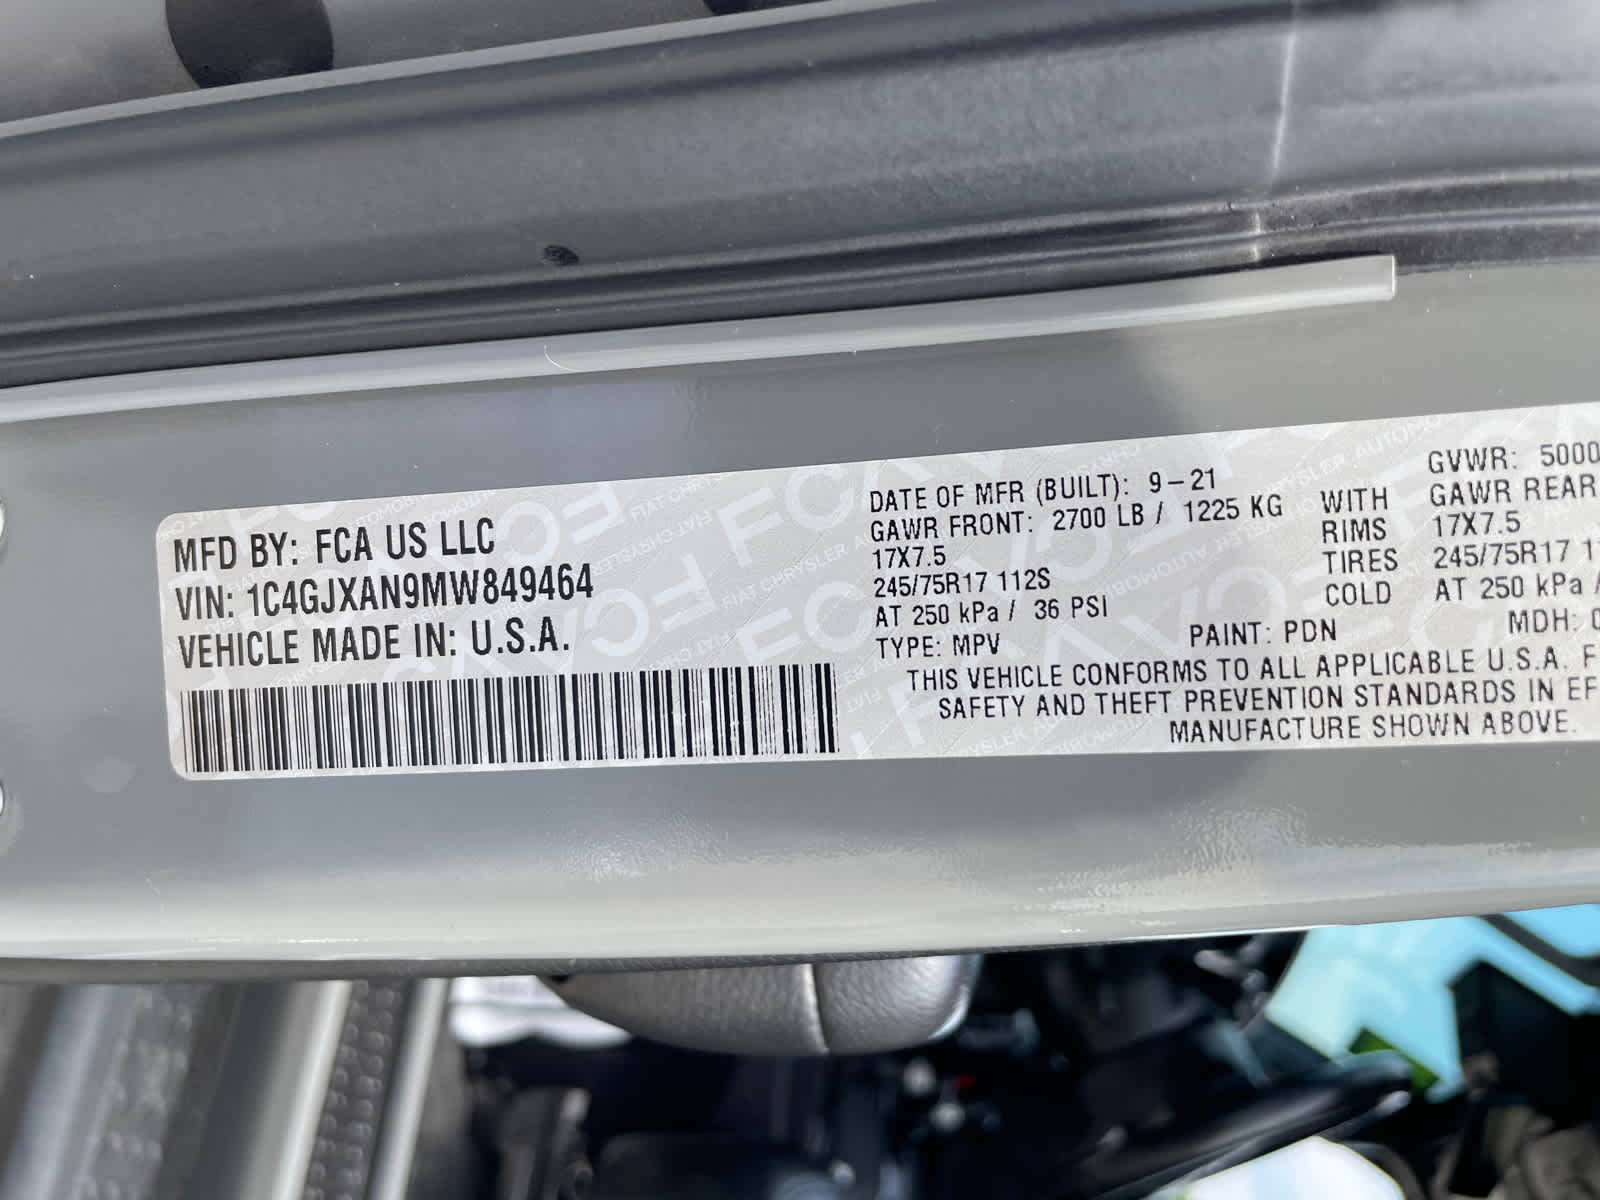 MFD BY: FCA US LLC
VIN: 1C4GJXAN9MW849464
VEHICLE MADE IN: U.S.A.
DATE OF MFR (BUILT): 9-21 GVWR: 5000
GAWR FRONT: 2700 LB / 1225 KG WITH GAWR REAR
17X7.5 RIMS 17X7.5
245/75R17 112S TIRES 245/75R17
AT 250 kPa / 36 PSI COLD AT 250 kPa /
TYPE: MPV PAINT: PDN MDH:
THIS VEHICLE CONFORMS TO ALL APPLICABLE U.S.A.
SAFETY AND THEFT PREVENTION STANDARDS IN
MANUFACTURE SHOWN ABOVE.